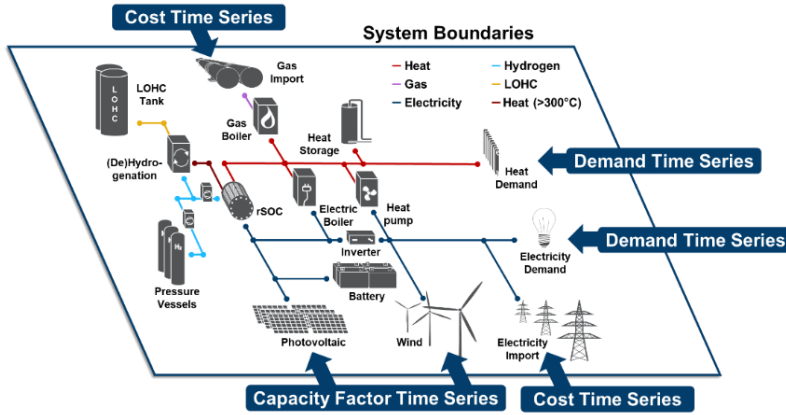 Cost Time Series
System Boundaries
Gas
Import
Heat
Gas
Electricity
Hydrogen
LOHC
Heat (>300°C)
LOHC
LOHC
Tank
Gas
Boiler
Heat
Storage
(De)Hydro-
genation
rSOC
Electric
Boiler
Heat
pump
Heat
Demand
Demand Time Series
Inverter
Electricity
Demand
Demand Time Series
H₂
Pressure
Vessels
Battery
Photovoltaic
Wind
Electricity
Import
Capacity Factor Time Series
Cost Time Series